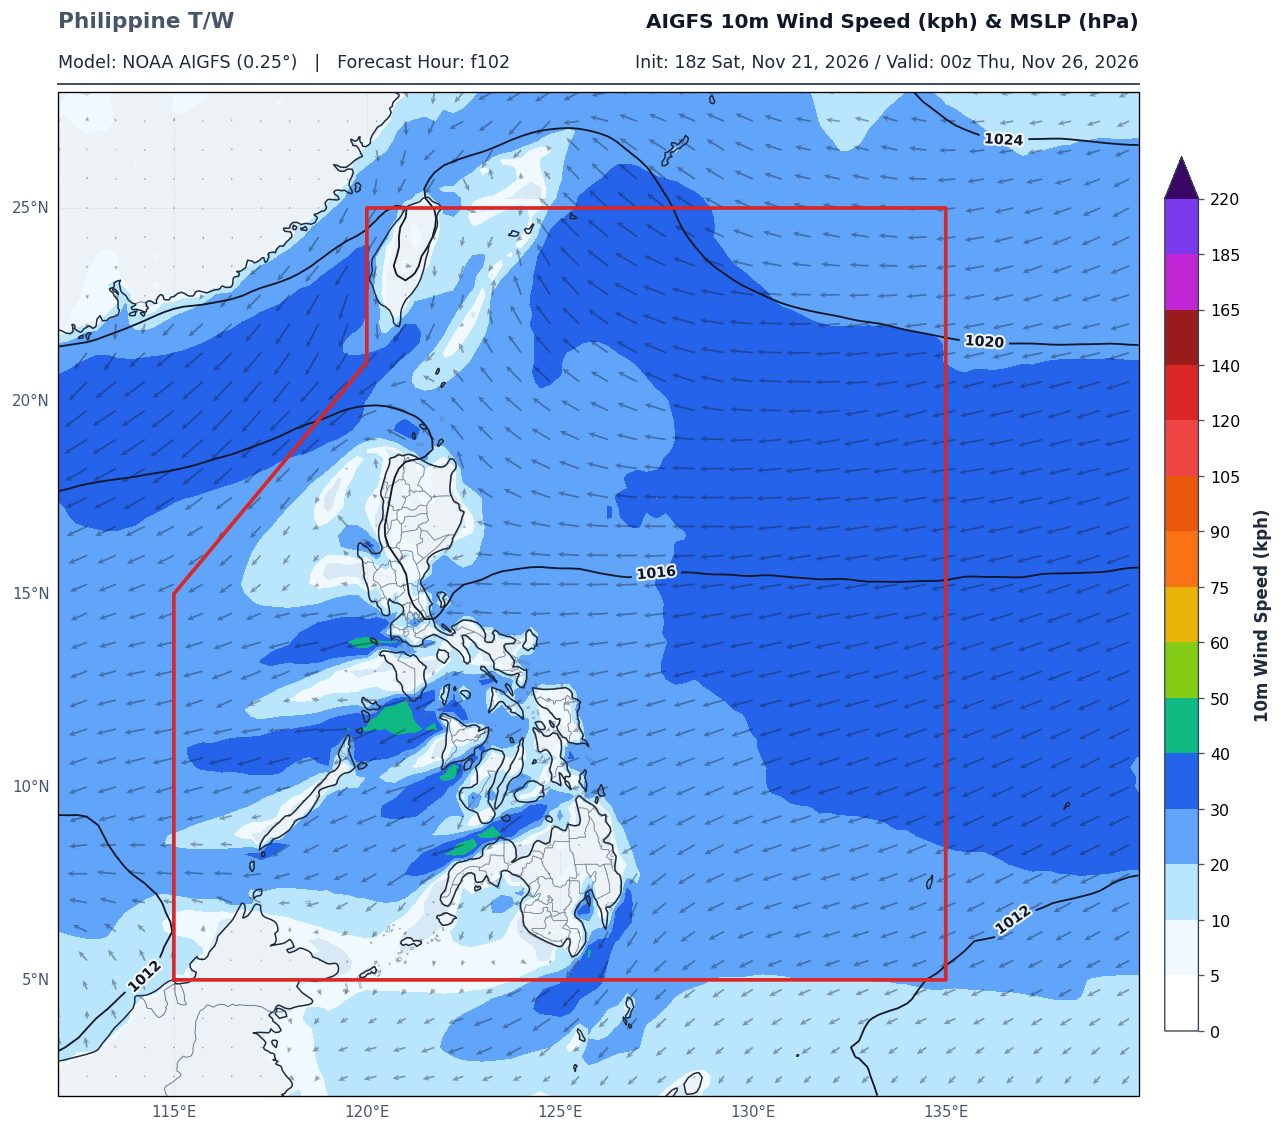 Philippine T/W
AIGFS 10m Wind Speed (kph) & MSLP (hPa)
Model: NOAA AIGFS (0.25°) | Forecast Hour: f102
Init: 18z Sat, Nov 21, 2026 / Valid: 00z Thu, Nov 26, 2026
1024
1020
1016
1012
1012
25°N
20°N
15°N
10°N
5°N
115°E
120°E
125°E
130°E
135°E
220
185
165
140
120
105
90
75
60
50
40
30
20
10
5
0
10m Wind Speed (kph)